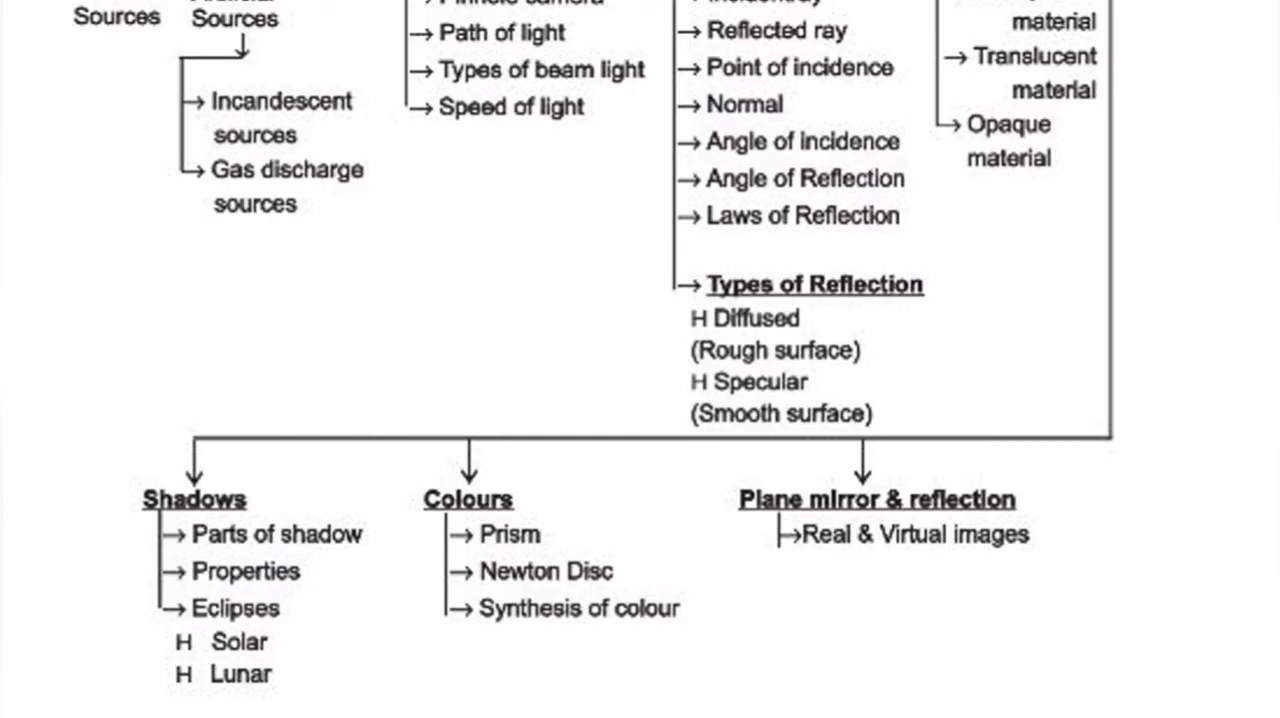 Sources
Sources
→ Incandescent
sources
→ Gas discharge
sources
→ Path of light
→ Types of beam light
→ Speed of light
→ Reflected ray
→ Point of incidence
→ Normal
→ Angle of incidence
→ Angle of Reflection
→ Laws of Reflection
→ Types of Reflection
H Diffused
(Rough surface)
H Specular
(Smooth surface)
material
→ Translucent
material
→ Opaque
material
Shadows
→ Parts of shadow
→ Properties
→ Eclipses
H Solar
H Lunar
Colours
→ Prism
→ Newton Disc
→ Synthesis of colour
Plane mirror & reflection
→Real & Virtual images